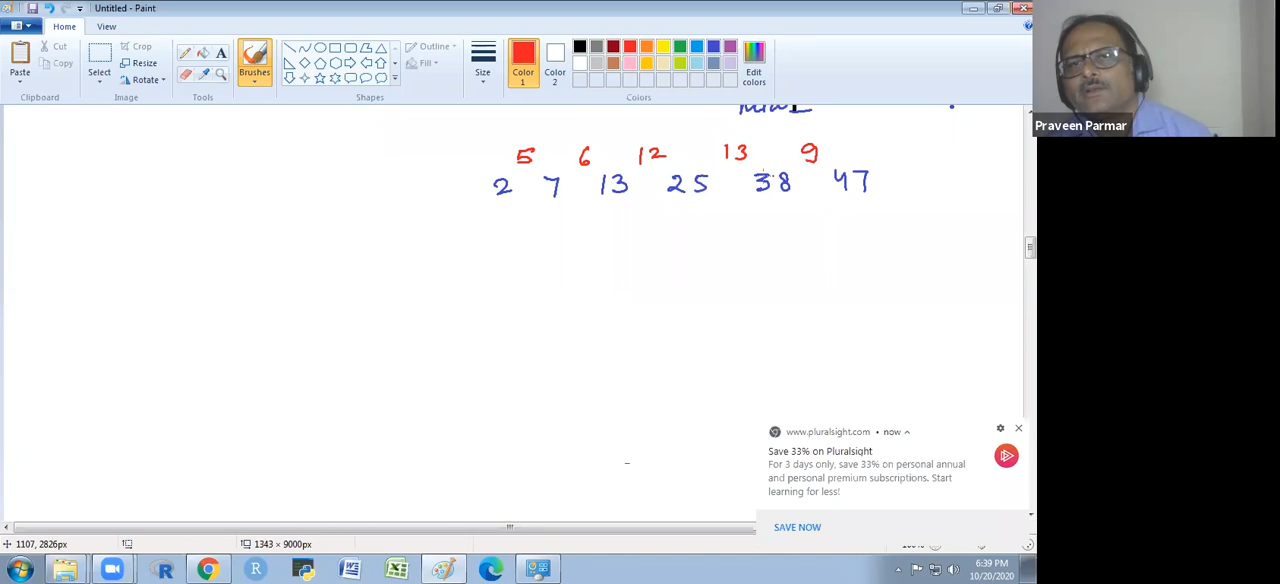 Untitled - Paint
Home View
Cut
Copy
Paste
Clipboard
Crop
Resize
Rotate
Select
Image
Tools
Brushes
Outline
Fill
Shapes
Size
Color 1
Color 2
Edit colors
Colors
Praveen Parmar
5 6 12 13 9
2 7 13 25 38 47
www.pluralsight.com • now
Save 33% on Pluralsight
For 3 days only, save 33% on personal annual
and personal premium subscriptions. Start
learning for less!
SAVE NOW
1107, 2826px
1343 × 9000px
6:39 PM
10/20/2020